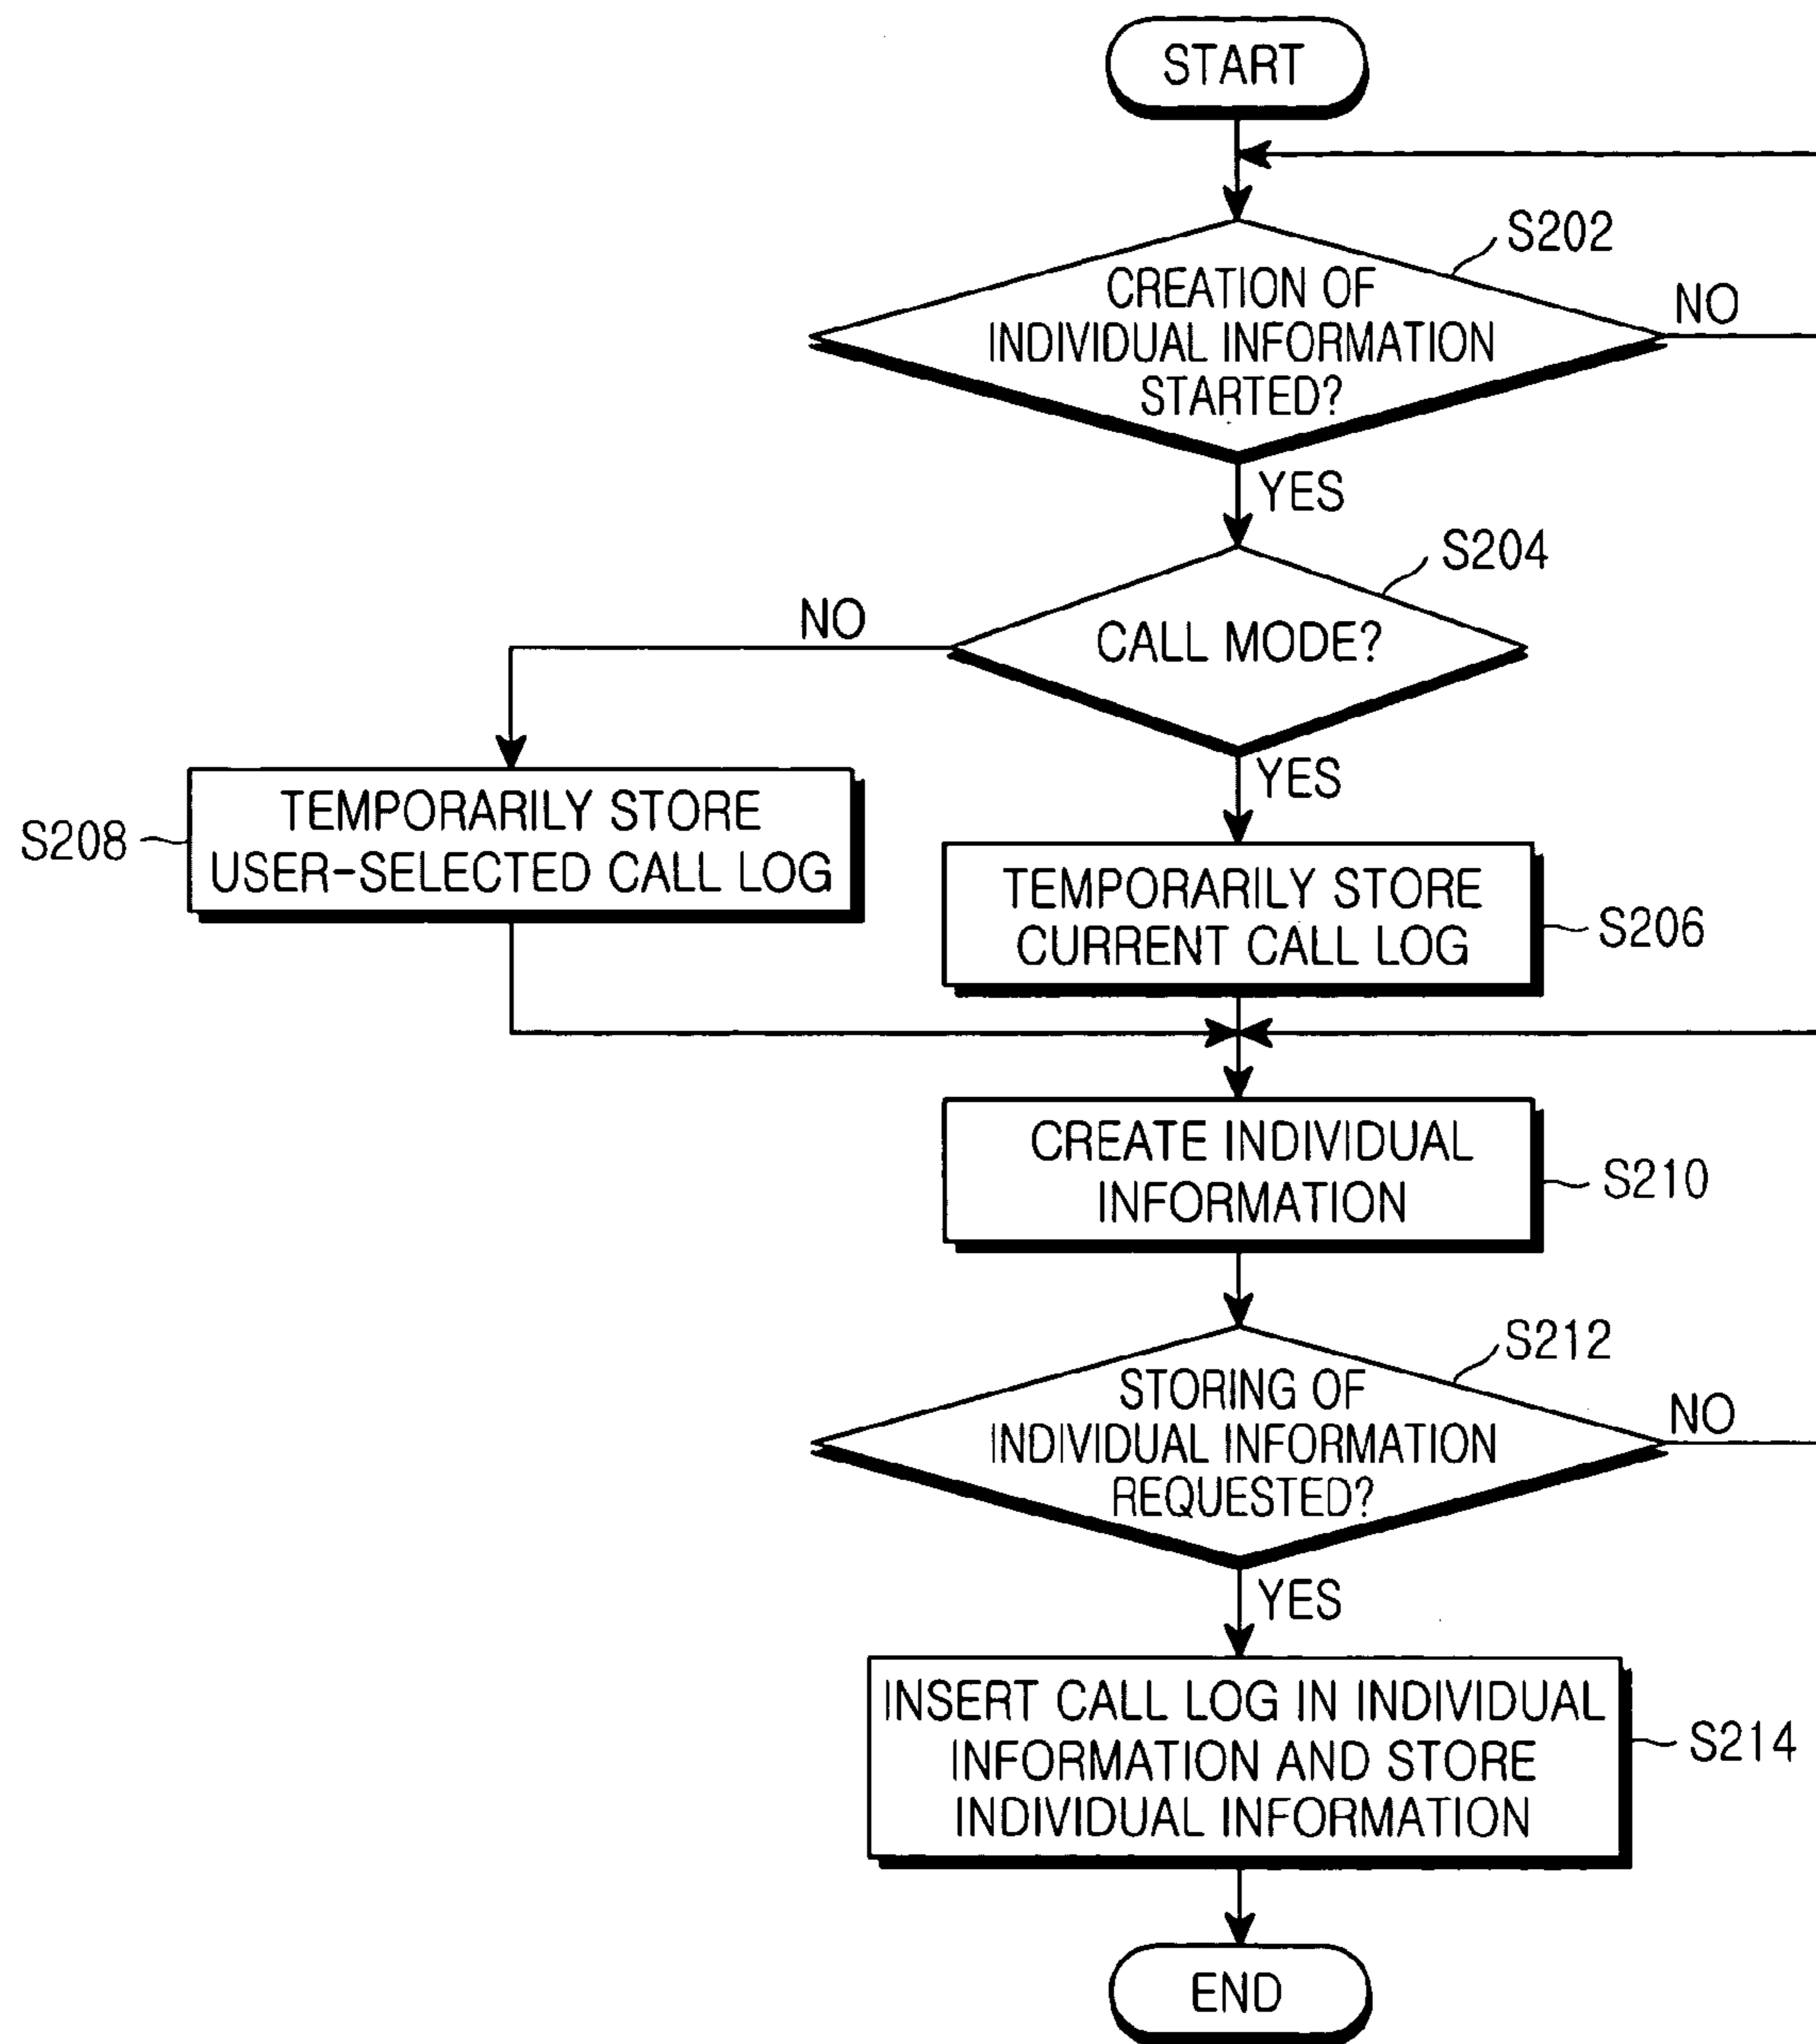 START
S202
CREATION OF
INDIVIDUAL INFORMATION
STARTED?
NO
YES
S204
CALL MODE?
NO
YES
S208
TEMPORARILY STORE
USER-SELECTED CALL LOG
TEMPORARILY STORE
CURRENT CALL LOG
S206
CREATE INDIVIDUAL
INFORMATION
S210
S212
STORING OF
INDIVIDUAL INFORMATION
REQUESTED?
NO
YES
INSERT CALL LOG IN INDIVIDUAL
INFORMATION AND STORE
INDIVIDUAL INFORMATION
S214
END